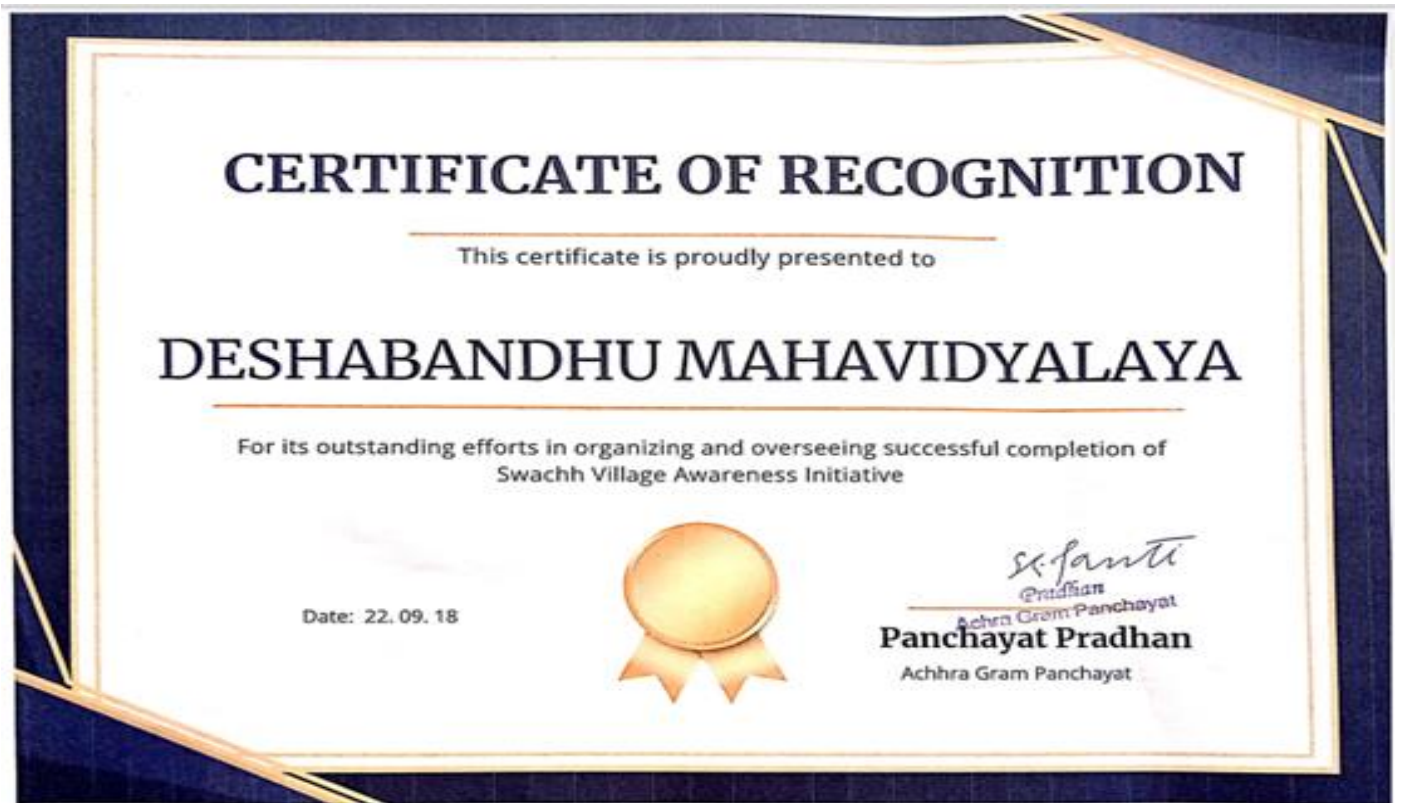 CERTIFICATE OF RECOGNITION
This certificate is proudly presented to
DESHABANDHU MAHAVIDYALAYA
For its outstanding efforts in organizing and overseeing successful completion of
Swachh Village Awareness Initiative
Date: 22. 09. 18
Pradhan
Achra Gram Panchayat
Panchayat Pradhan
Achhra Gram Panchayat